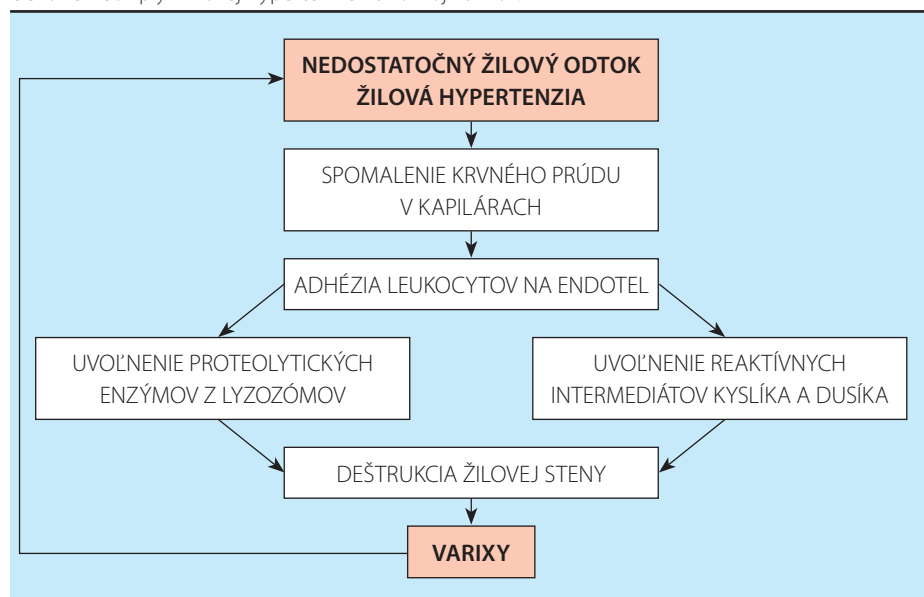 NEDOSTATOČNÝ ŽILOVÝ ODTOK
ŽILOVÁ HYPERTENZIA
SPOMALENIE KRVNÉHO PRÚDU
V KAPILÁRACH
ADHÉZIA LEUKOCYTOV NA ENDOTEL
UVOĽNENIE PROTEOLYTICKÝCH
ENZÝMOV Z LYZOZÓMOV
UVOĽNENIE REAKTÍVNYCH
INTERMEDIÁTOV KYSLÍKA A DUSÍKA
DEŠTRUKCIA ŽILOVEJ STENY
VARIXY